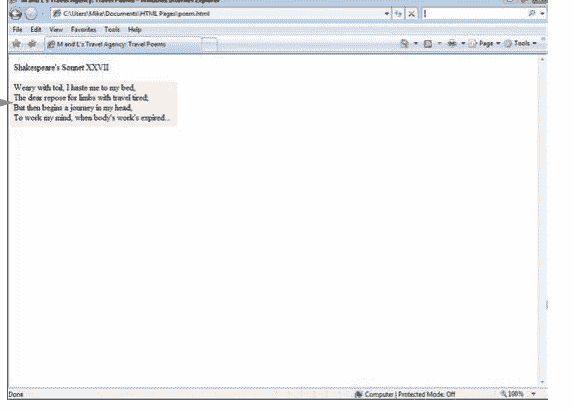 M and L's Travel Agency: Travel Poems - Windows Internet Explorer
C:\Users\Mike\Documents\HTML Pages\poem.html
File Edit View Favorites Tools Help
M and L's Travel Agency: Travel Poems Page Tools
Shakespeare's Sonnet XXVII
Weary with toil, I haste me to my bed,
The dear repose for limbs with travel tired;
But then begins a journey in my head,
To work my mind, when body's work's expired...
Done Computer | Protected Mode: Off 100%